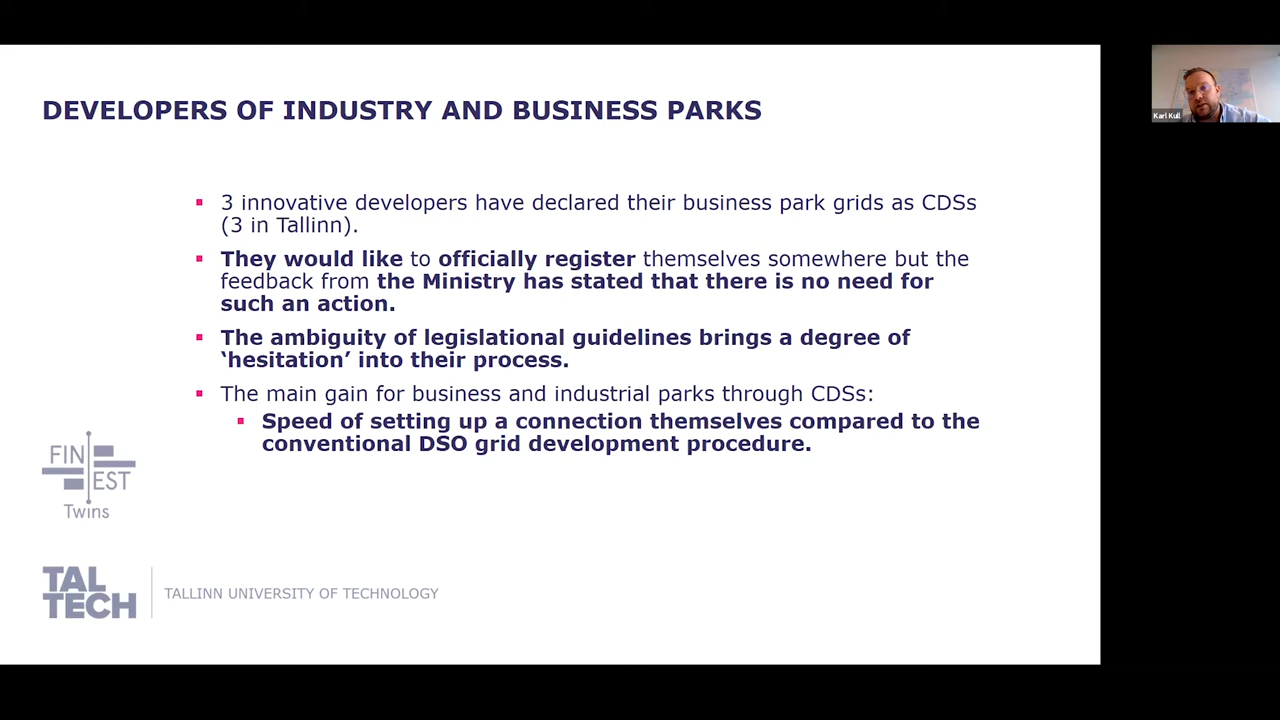 DEVELOPERS OF INDUSTRY AND BUSINESS PARKS
3 innovative developers have declared their business park grids as CDSs
(3 in Tallinn).
They would like to officially register themselves somewhere but the
feedback from the Ministry has stated that there is no need for
such an action.
The ambiguity of legislational guidelines brings a degree of
‘hesitation’ into their process.
The main gain for business and industrial parks through CDSs:
Speed of setting up a connection themselves compared to the
conventional DSO grid development procedure.
FIN
EST
Twins
TAL
TECH
TALLINN UNIVERSITY OF TECHNOLOGY
Karl Kull